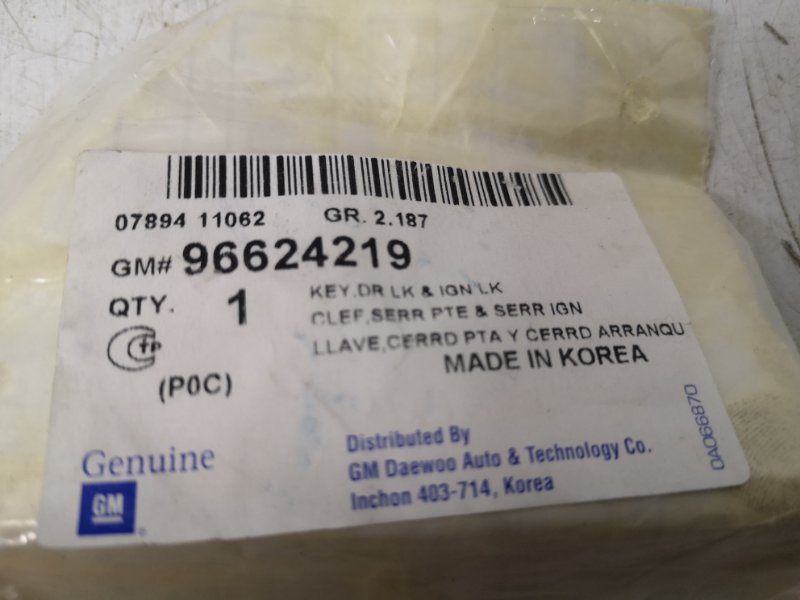 07894 11062 GR. 2.187
GM# 96624219
QTY. 1
KEY,DR LK & IGN LK
CLEF,SERR PTE & SERR IGN
LLAVE,CERRD PTA Y CERRD ARRANQU
MADE IN KOREA
(P0C)
Genuine
GM
Distributed By
GM Daewoo Auto & Technology Co.
Inchon 403-714, Korea
0A066870